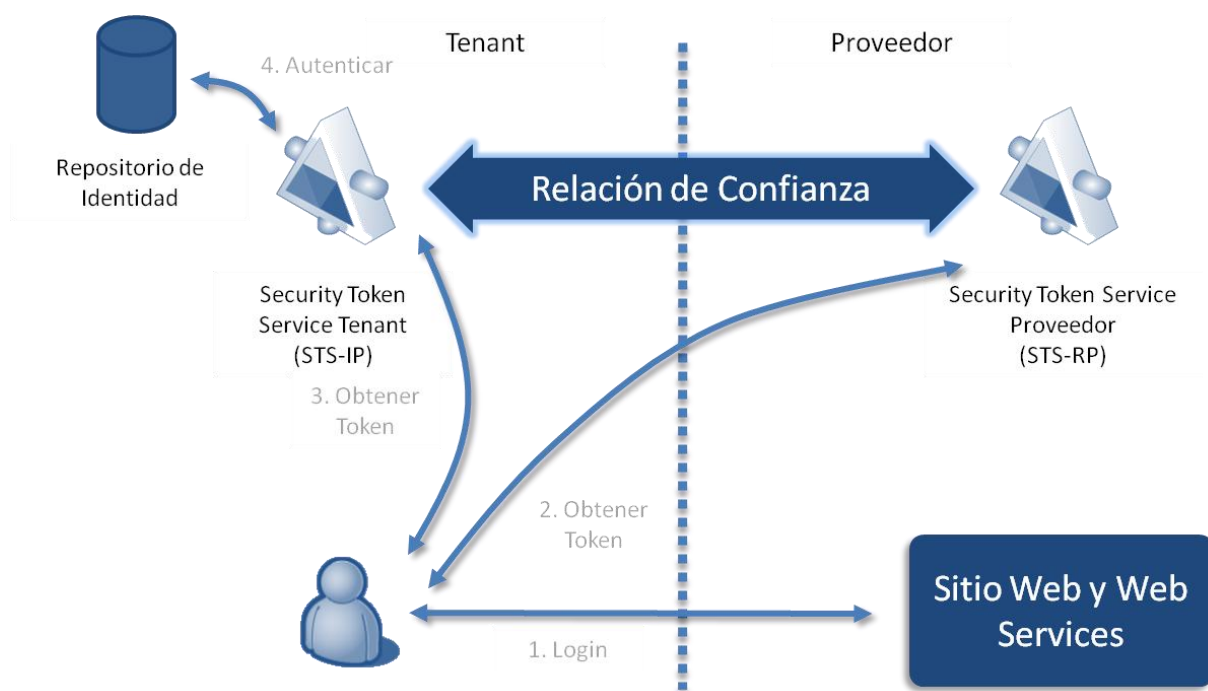 Tenant
Proveedor
4. Autenticar
Repositorio de
Identidad
Relación de Confianza
Security Token
Service Tenant
(STS-IP)
Security Token Service
Proveedor
(STS-RP)
3. Obtener
Token
2. Obtener
Token
Sitio Web y Web
Services
1. Login